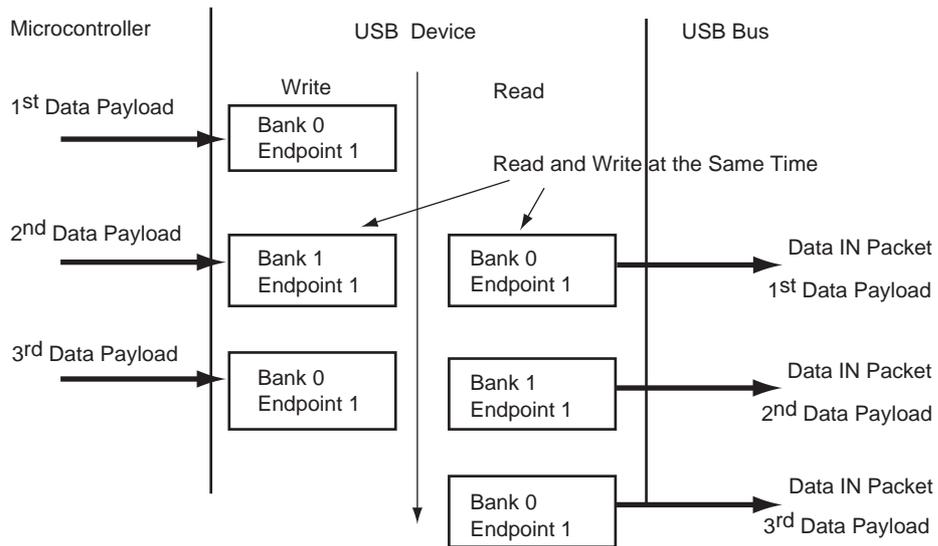 Microcontroller
USB Device
USB Bus
Write
Read
1st Data Payload
Bank 0
Endpoint 1
Read and Write at the Same Time
2nd Data Payload
Bank 1
Endpoint 1
Bank 0
Endpoint 1
Data IN Packet
1st Data Payload
3rd Data Payload
Bank 0
Endpoint 1
Bank 1
Endpoint 1
Data IN Packet
2nd Data Payload
Bank 0
Endpoint 1
Data IN Packet
3rd Data Payload